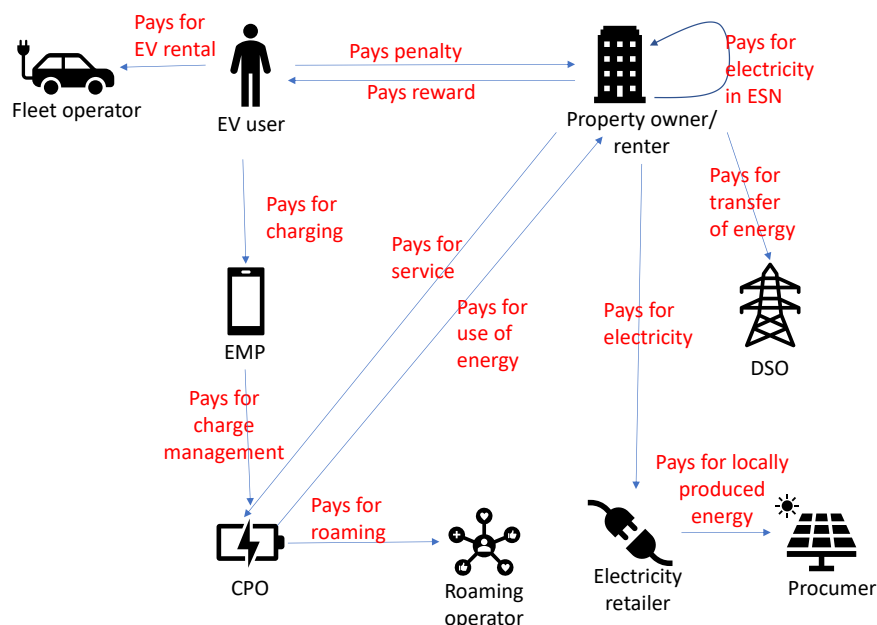 Pays for
EV rental
Fleet operator
EV user
Pays penalty
Pays reward
Property owner/
renter
Pays for
electricity
in ESN
Pays for
charging
Pays for
service
Pays for
transfer
of energy
EMP
Pays for
use of
energy
Pays for
electricity
DSO
Pays for
charge
management
Pays for
roaming
Pays for locally
produced
energy
CPO
Roaming
operator
Electricity
retailer
Procumer